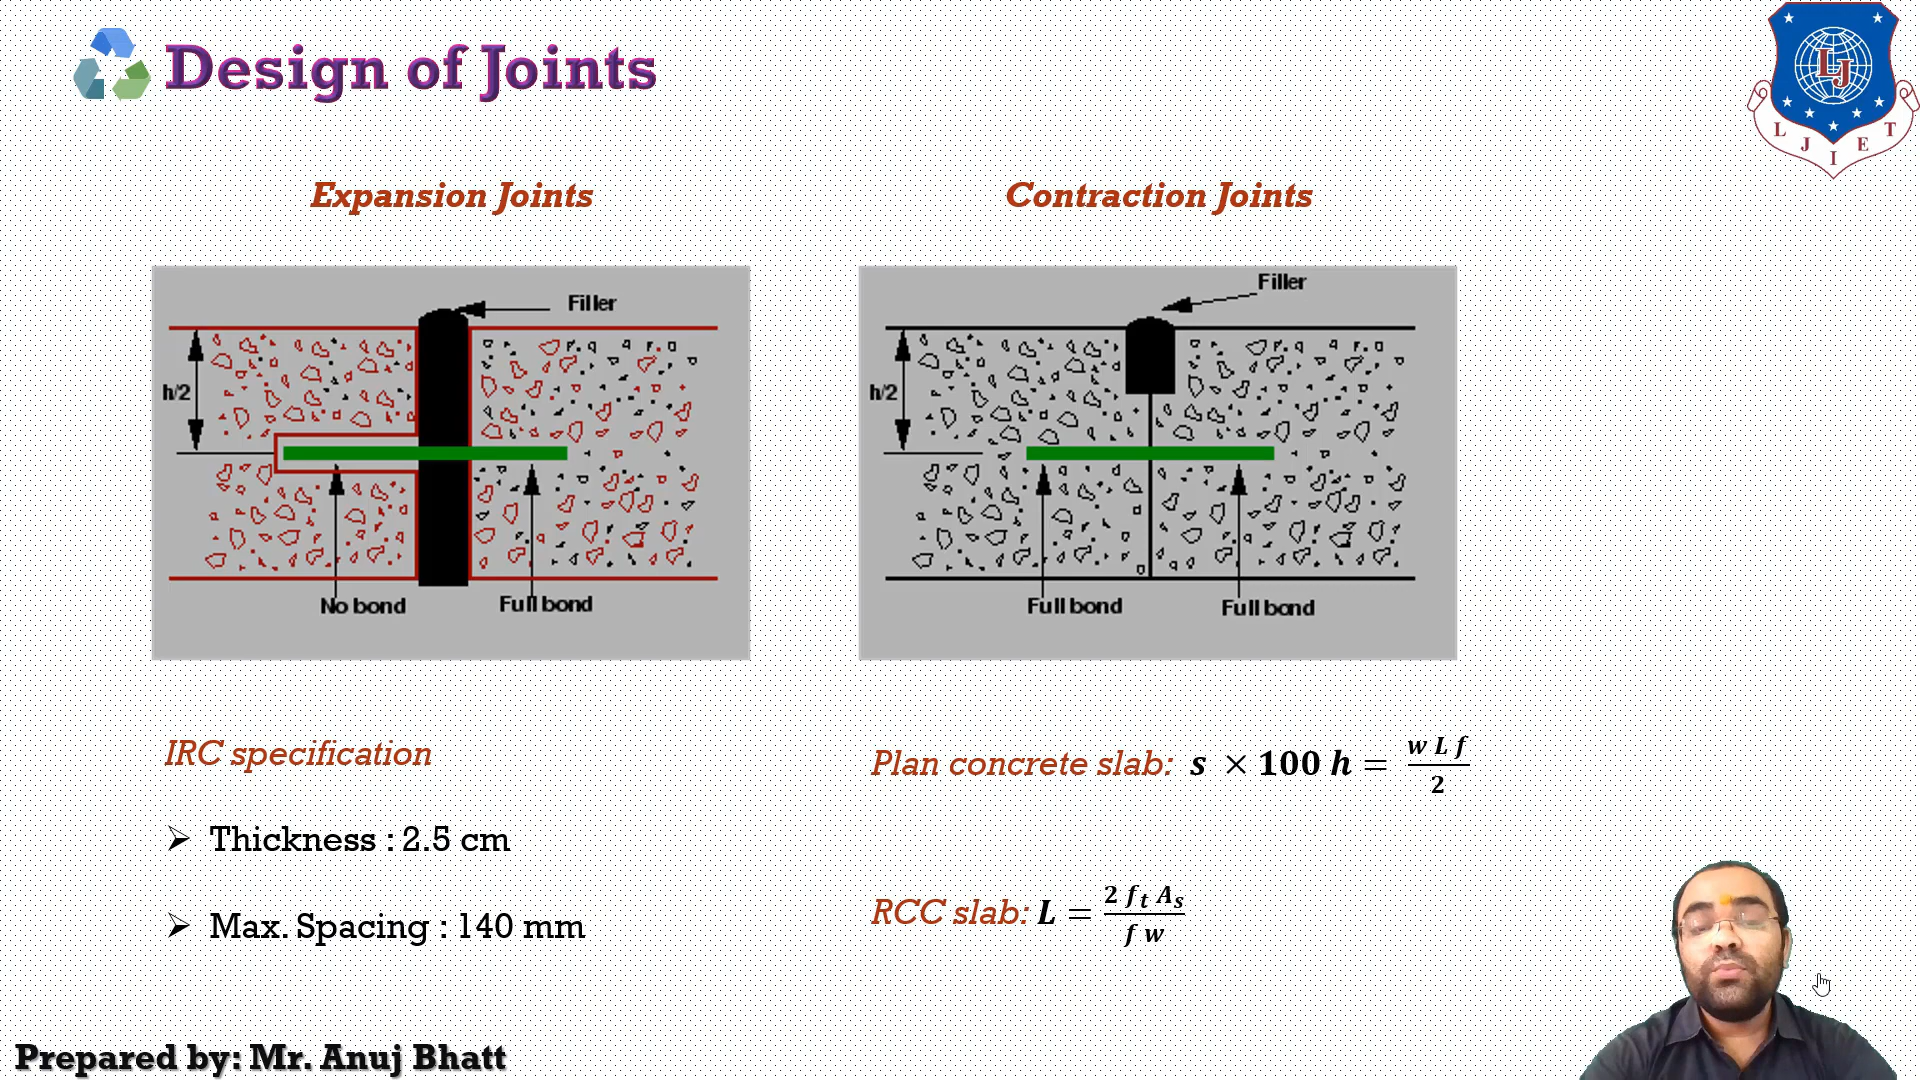 Design of Joints
LJ
L J I E T
Expansion Joints
Contraction Joints
Filler
h/2
No bond
Full bond
Filler
h/2
Full bond
Full bond
IRC specification
Thickness : 2.5 cm
Max. Spacing : 140 mm
Plan concrete slab: s × 100 h = w L f / 2
RCC slab: L = 2 f_t A_s / f w
Prepared by: Mr. Anuj Bhatt